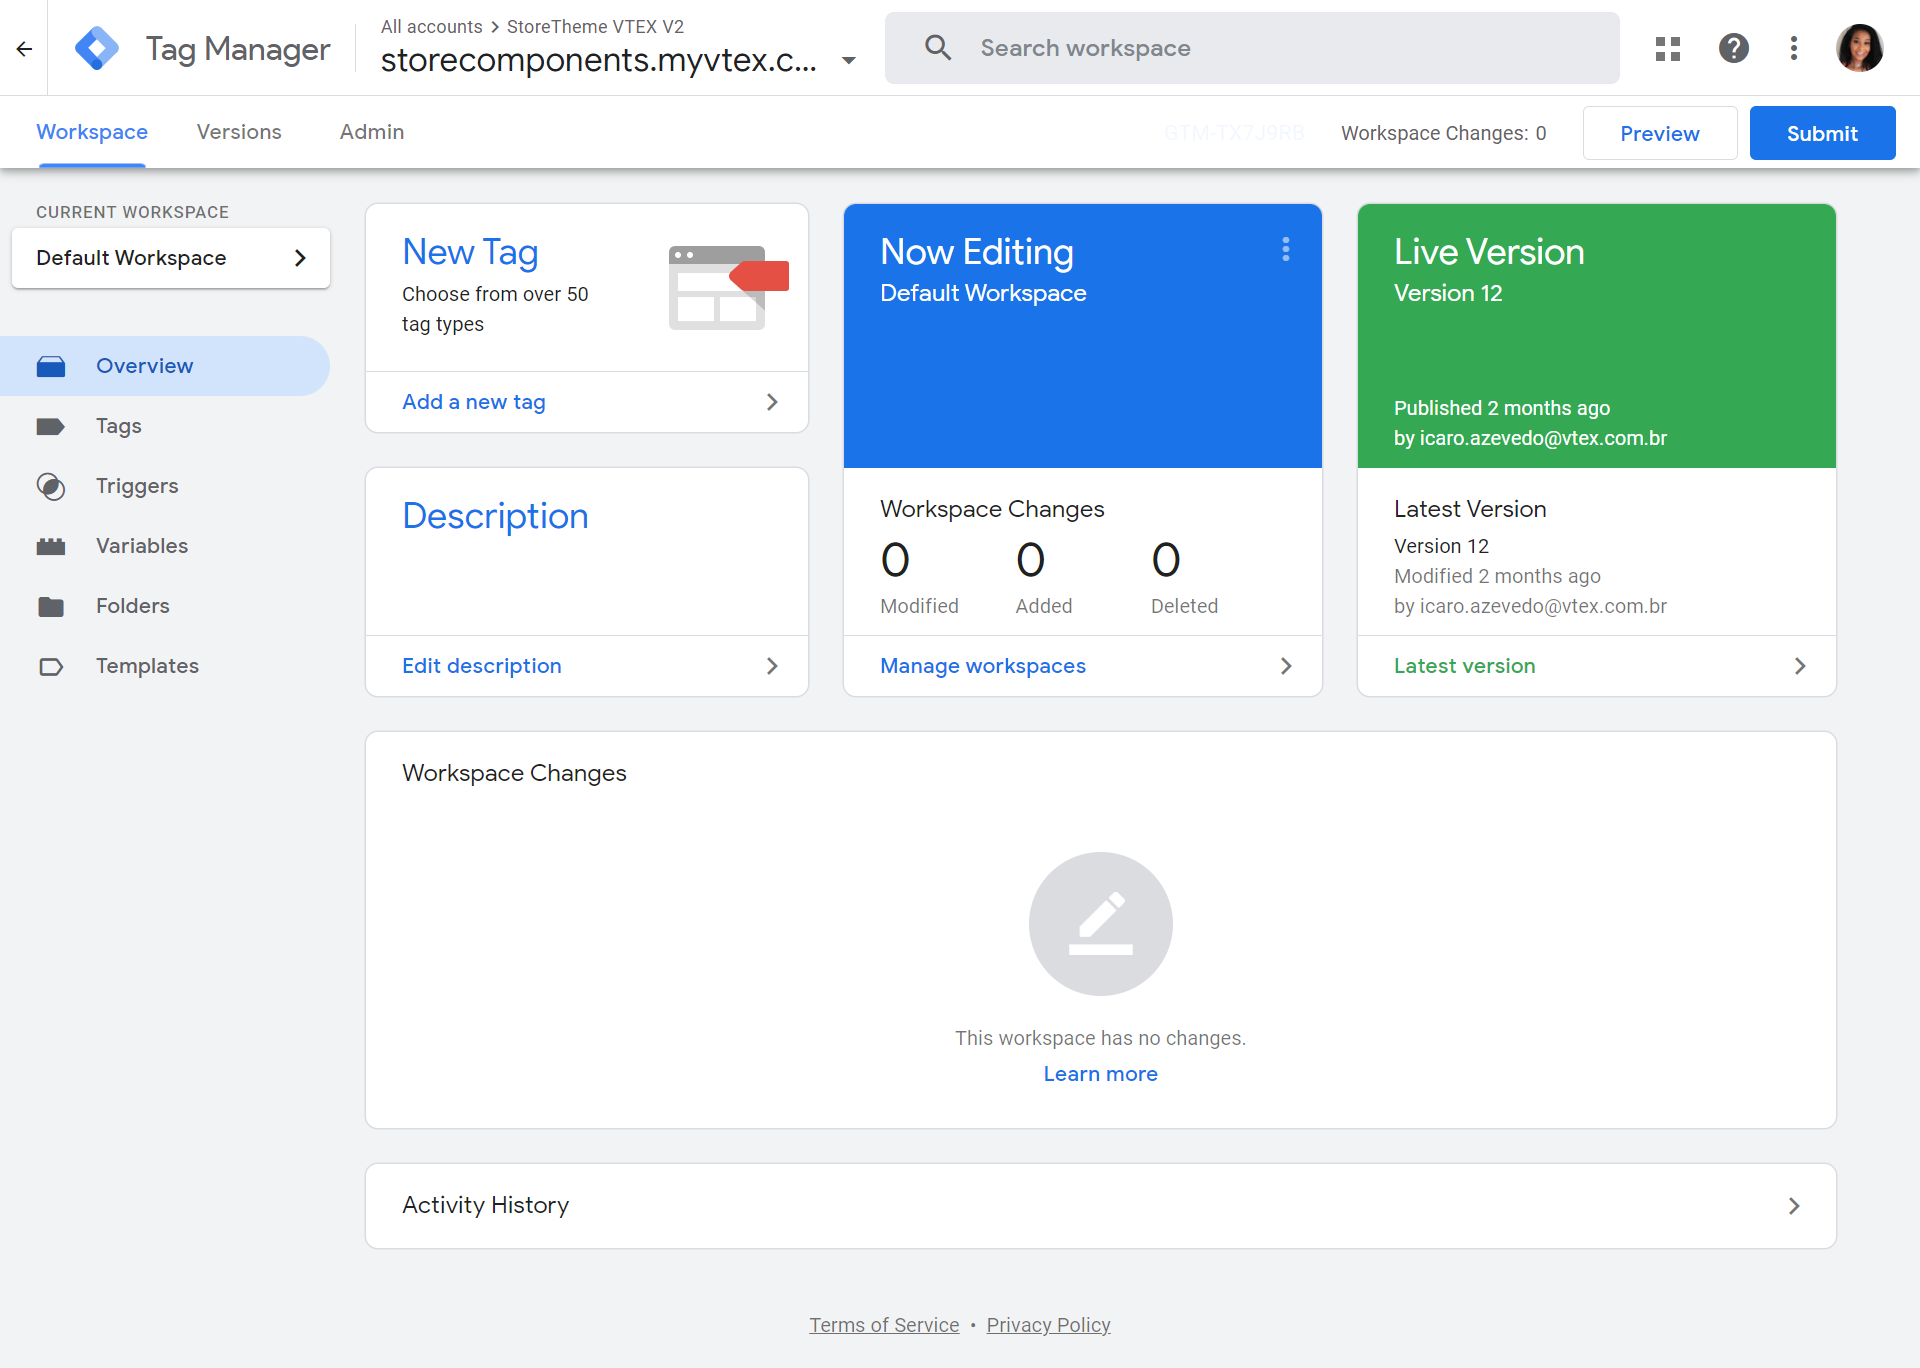 Tag Manager
All accounts > StoreTheme VTEX V2
storecomponents.myvtex.c...
Search workspace
Workspace
Versions
Admin
GTM-TX7J9RB
Workspace Changes: 0
Preview
Submit
CURRENT WORKSPACE
Default Workspace
Overview
Tags
Triggers
Variables
Folders
Templates
New Tag
Choose from over 50
tag types
Add a new tag
Description
Edit description
Now Editing
Default Workspace
Workspace Changes
0 0 0
Modified Added Deleted
Manage workspaces
Live Version
Version 12
Published 2 months ago
by icaro.azevedo@vtex.com.br
Latest Version
Version 12
Modified 2 months ago
by icaro.azevedo@vtex.com.br
Latest version
Workspace Changes
This workspace has no changes.
Learn more
Activity History
Terms of Service • Privacy Policy